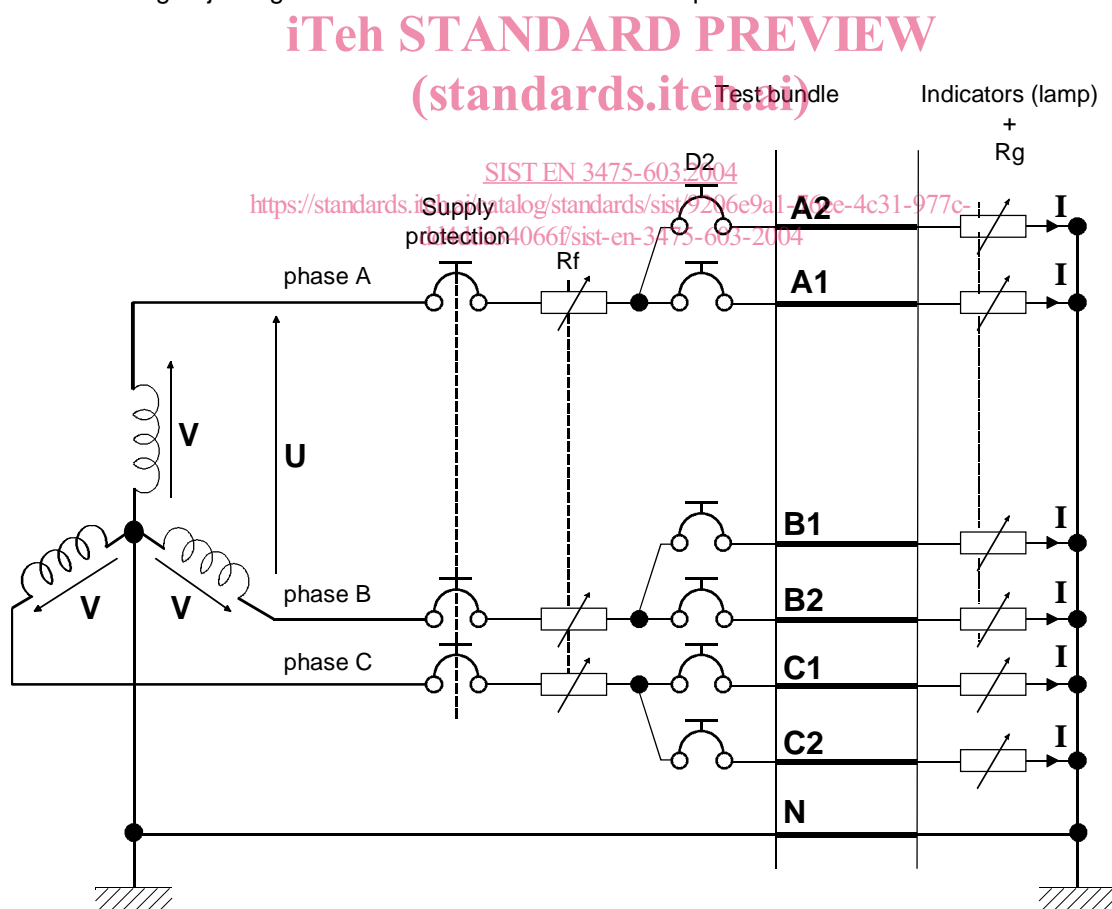 iTeh STANDARD PREVIEW
(standards.iteh.ai)
Test bundle
Indicators (lamp)
+
Rg
D2
SIST EN 3475-603:2004
Supply
protection
Rf
A2
I
phase A
A1
I
V
U
B1
I
phase B
V
V
B2
I
phase C
C1
I
C2
I
N